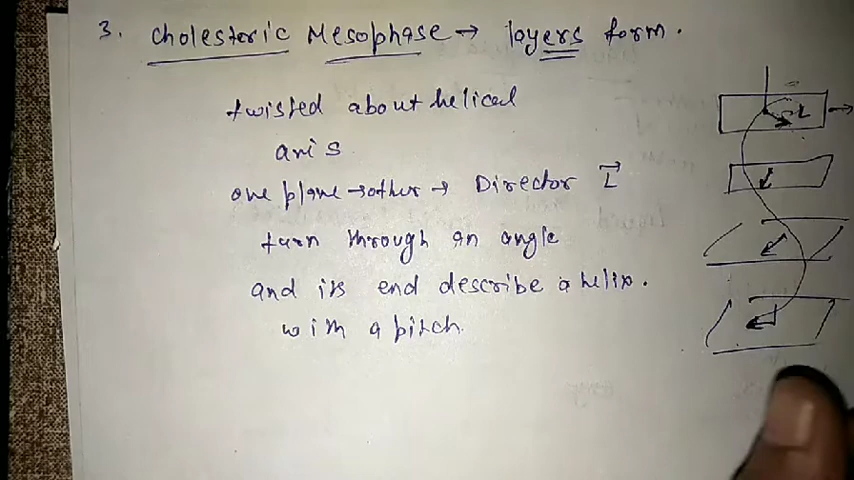 3. Cholesteric Mesophase → layers form.
twisted about helical
axis
one plane → other → Director L
turn through an angle
and its end describe a helix.
with a pitch.
L